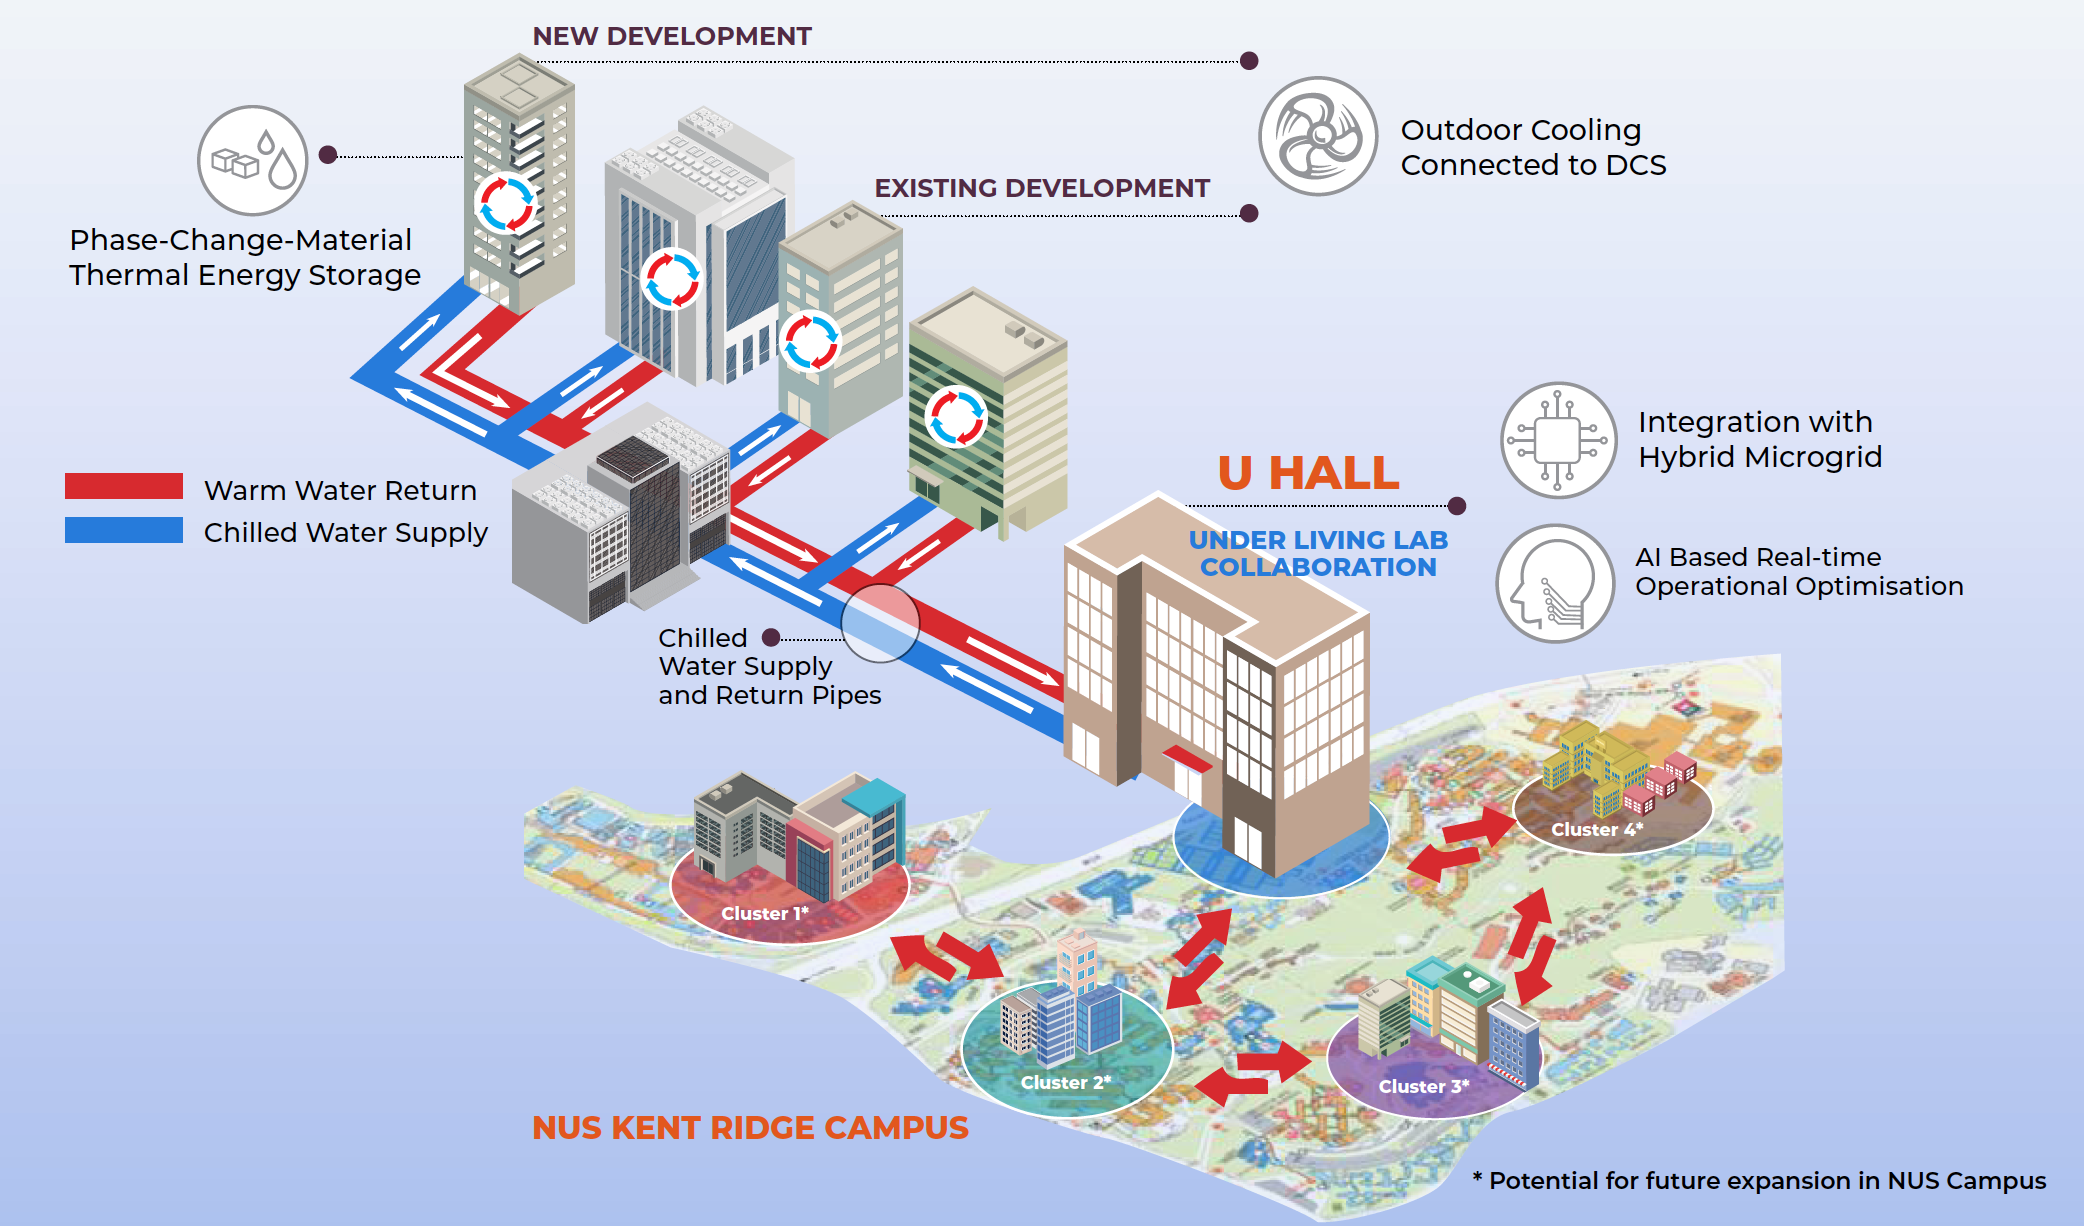 NEW DEVELOPMENT
Outdoor Cooling
Connected to DCS
EXISTING DEVELOPMENT
Phase-Change-Material
Thermal Energy Storage
Integration with
Hybrid Microgrid
U HALL
Warm Water Return
Chilled Water Supply
UNDER LIVING LAB
COLLABORATION
AI Based Real-time
Operational Optimisation
Chilled
Water Supply
and Return Pipes
Cluster 4*
Cluster 1*
Cluster 2*
Cluster 3*
NUS KENT RIDGE CAMPUS
* Potential for future expansion in NUS Campus